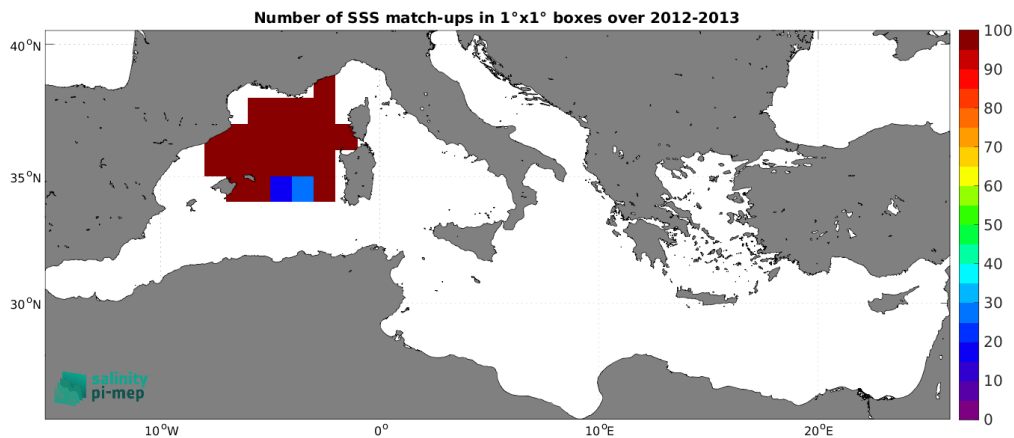 Number of SSS match-ups in 1°x1° boxes over 2012-2013
40°N
35°N
30°N
10°W
0°
10°E
20°E
100
90
80
70
60
50
40
30
20
10
0
salinity
pi-mep